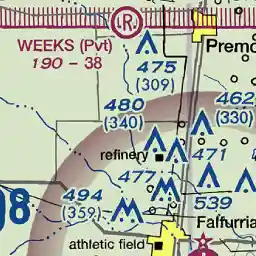 R
WEEKS (Pvt)
190 - 38
Premo
475
(309)
480
(340)
462
(330)
refinery
471
477
494
(359)
539
08
Falfurria
athletic field